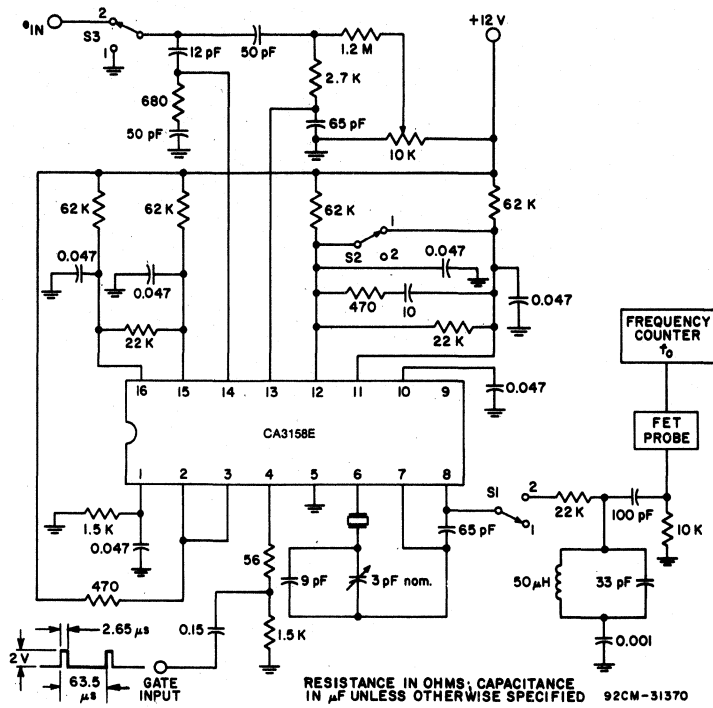 e IN
2
S3
1
12 pF
50 pF
1.2 M
+12 V
2.7 K
680
50 pF
65 pF
10 K
62 K
62 K
62 K
62 K
1
S2
2
0.047
0.047
0.047
0.047
470
10
22 K
22 K
0.047
16
15
14
13
12
11
10
9
CA3158E
1
2
3
4
5
6
7
8
FREQUENCY
COUNTER
fo
FET
PROBE
1.5 K
0.047
470
56
9 pF
3 pF nom.
65 pF
S1
2
1
22 K
100 pF
10 K
50 μH
33 pF
0.001
0.15
1.5 K
2.65 μs
2 V
63.5
μs
GATE
INPUT
RESISTANCE IN OHMS; CAPACITANCE
IN μF UNLESS OTHERWISE SPECIFIED
92CM-31370